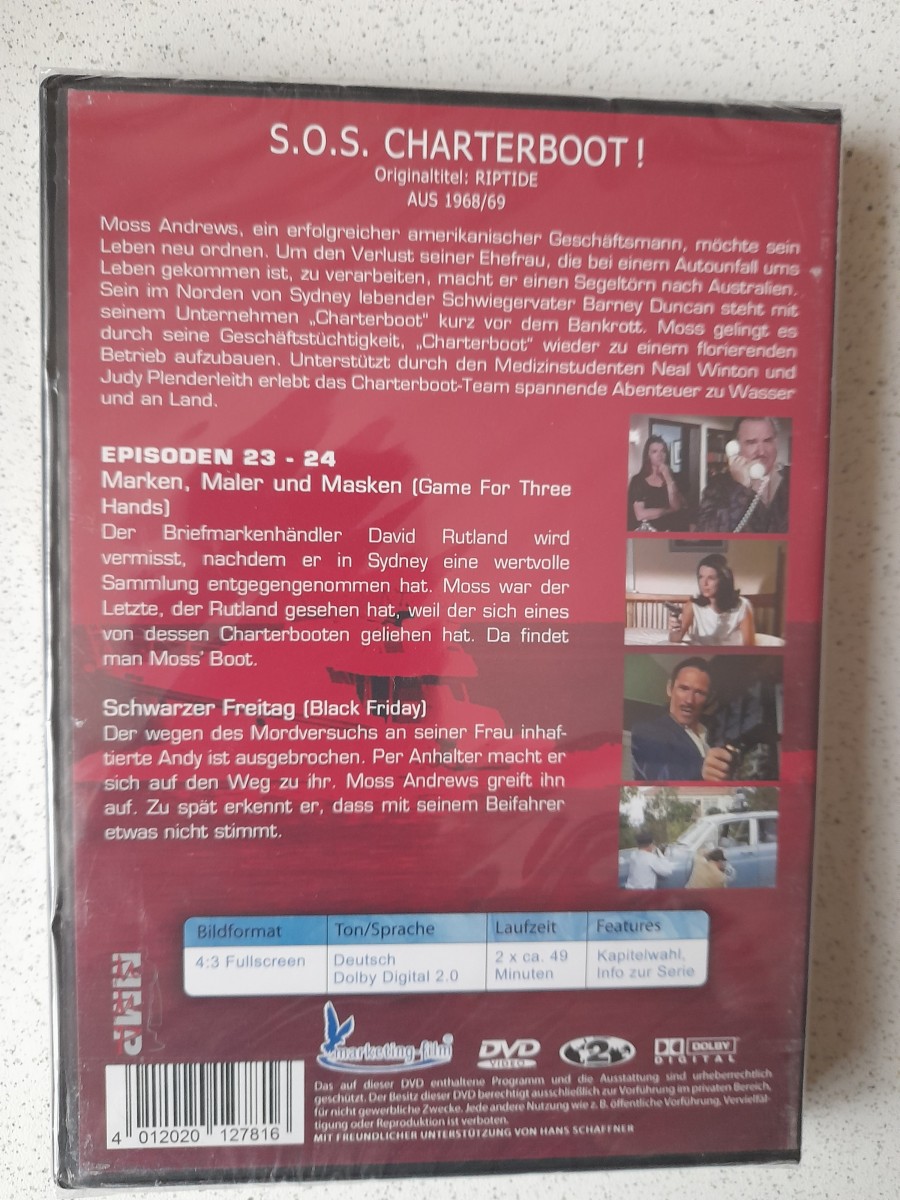 S.O.S. CHARTERBOOT!
Originaltitel: RIPTIDE
AUS 1968/69
Moss Andrews, ein erfolgreicher amerikanischer Geschäftsmann, möchte sein
Leben neu ordnen. Um den Verlust seiner Ehefrau, die bei einem Autounfall ums
Leben gekommen ist, zu verarbeiten, macht er einen Segeltörn nach Australien.
Sein im Norden von Sydney lebender Schwiegervater Barney Duncan steht mit
seinem Unternehmen „Charterboot" kurz vor dem Bankrott. Moss gelingt es
durch seine Geschäftstüchtigkeit, „Charterboot" wieder zu einem florierenden
Betrieb aufzubauen. Unterstützt durch den Medizinstudenten Neal Winton und
Judy Plenderleith erlebt das Charterboot-Team spannende Abenteuer zu Wasser
und an Land.
EPISODEN 23 - 24
Marken, Maler und Masken (Game For Three
Hands)
Der Briefmarkenhändler David Rutland wird
vermisst, nachdem er in Sydney eine wertvolle
Sammlung entgegengenommen hat. Moss war der
Letzte, der Rutland gesehen hat, weil der sich eines
von dessen Charterbooten geliehen hat. Da findet
man Moss' Boot.
Schwarzer Freitag (Black Friday)
Der wegen des Mordversuchs an seiner Frau inhaf-
tierte Andy ist ausgebrochen. Per Anhalter macht er
sich auf den Weg zu ihr. Moss Andrews greift ihn
auf. Zu spät erkennt er, dass mit seinem Beifahrer
etwas nicht stimmt.
Bildformat Ton/Sprache Laufzeit Features
4:3 Fullscreen Deutsch 2 x ca. 49 Kapitelwahl,
Dolby Digital 2.0 Minuten Info zur Serie
marketing-film DVD VIDEO 2 DOLBY DIGITAL
Das auf dieser DVD enthaltene Programm und die Ausstattung sind urheberrechtlich
geschützt. Der Besitz dieser DVD berechtigt ausschließlich zur Vorführung im privaten Bereich,
für nicht gewerbliche Zwecke. Jede andere Nutzung wie z. B. öffentliche Vorführung, Vervielfäl-
tigung oder Reproduktion ist verboten.
MIT FREUNDLICHER UNTERSTÜTZUNG VON HANS SCHAFFNER
4 012020 127816